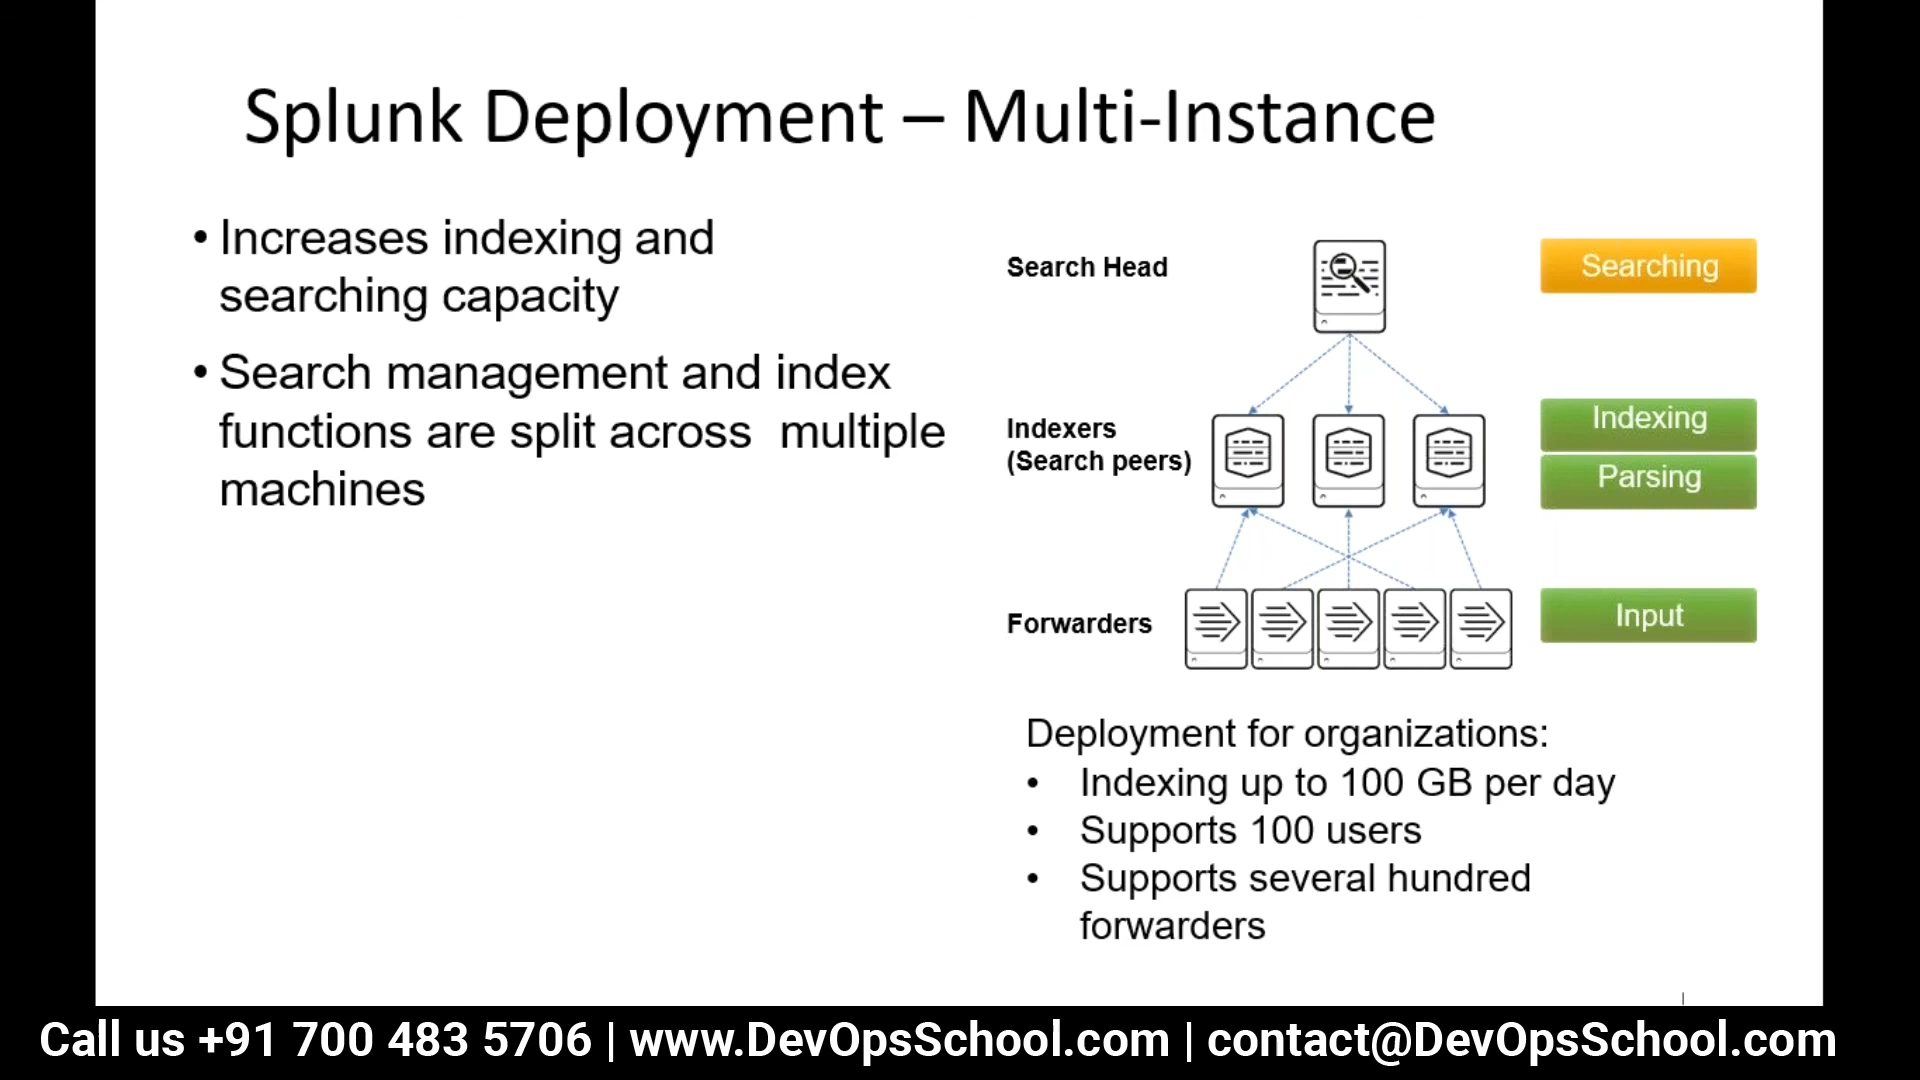 Splunk Deployment – Multi-Instance
• Increases indexing and
searching capacity
• Search management and index
functions are split across multiple
machines
Search Head
Searching
Indexers
(Search peers)
Indexing
Parsing
Forwarders
Input
Deployment for organizations:
• Indexing up to 100 GB per day
• Supports 100 users
• Supports several hundred
forwarders
Call us +91 700 483 5706 | www.DevOpsSchool.com | contact@DevOpsSchool.com